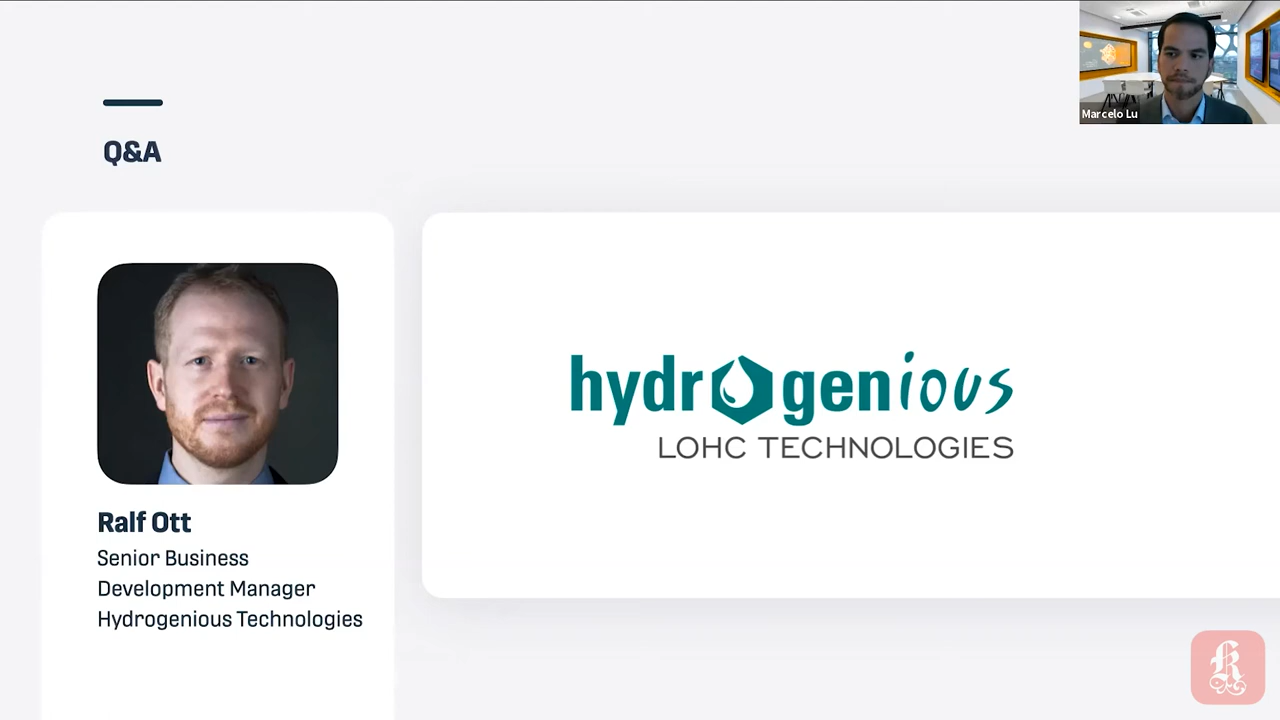 Marcelo Lu
Q&A
Ralf Ott
Senior Business
Development Manager
Hydrogenious Technologies
hydrogenious
LOHC TECHNOLOGIES